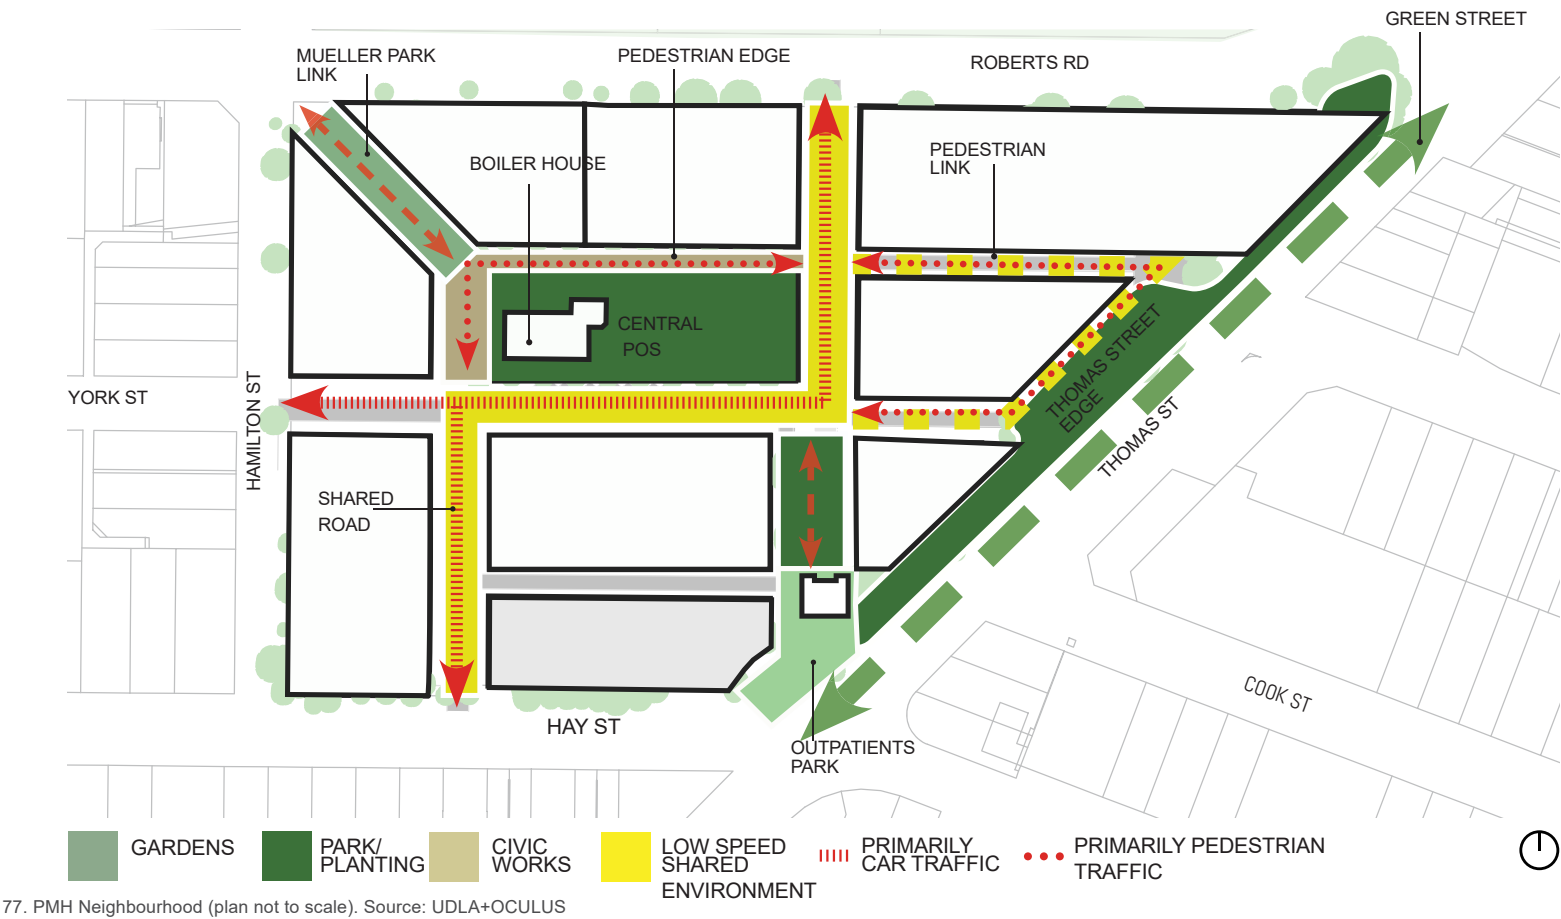 GREEN STREET
MUELLER PARK
LINK
PEDESTRIAN EDGE
ROBERTS RD
BOILER HOUSE
PEDESTRIAN
LINK
CENTRAL
POS
THOMAS STREET
EDGE
THOMAS ST
YORK ST
HAMILTON ST
SHARED
ROAD
COOK ST
HAY ST
OUTPATIENTS
PARK
GARDENS
PARK/
PLANTING
CIVIC
WORKS
LOW SPEED
SHARED
ENVIRONMENT
PRIMARILY
CAR TRAFFIC
PRIMARILY PEDESTRIAN
TRAFFIC
77. PMH Neighbourhood (plan not to scale). Source: UDLA+OCULUS